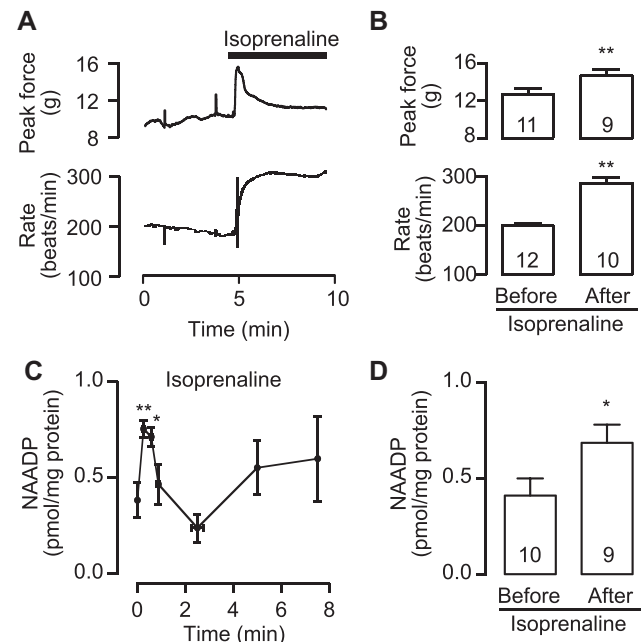 A
Isoprenaline
Peak force
(g)
16
12
8
Rate
(beats/min)
300
200
100
0
5
10
Time (min)
B
Peak force
(g)
16
12
8
**
11
9
Rate
(beats/min)
300
200
100
**
12
10
Before
After
Isoprenaline
C
Isoprenaline
NAADP
(pmol/mg protein)
1.0
0.5
0.0
**
*
0
2
4
6
8
Time (min)
D
NAADP
(pmol/mg protein)
1.0
0.5
0.0
*
10
9
Before
After
Isoprenaline